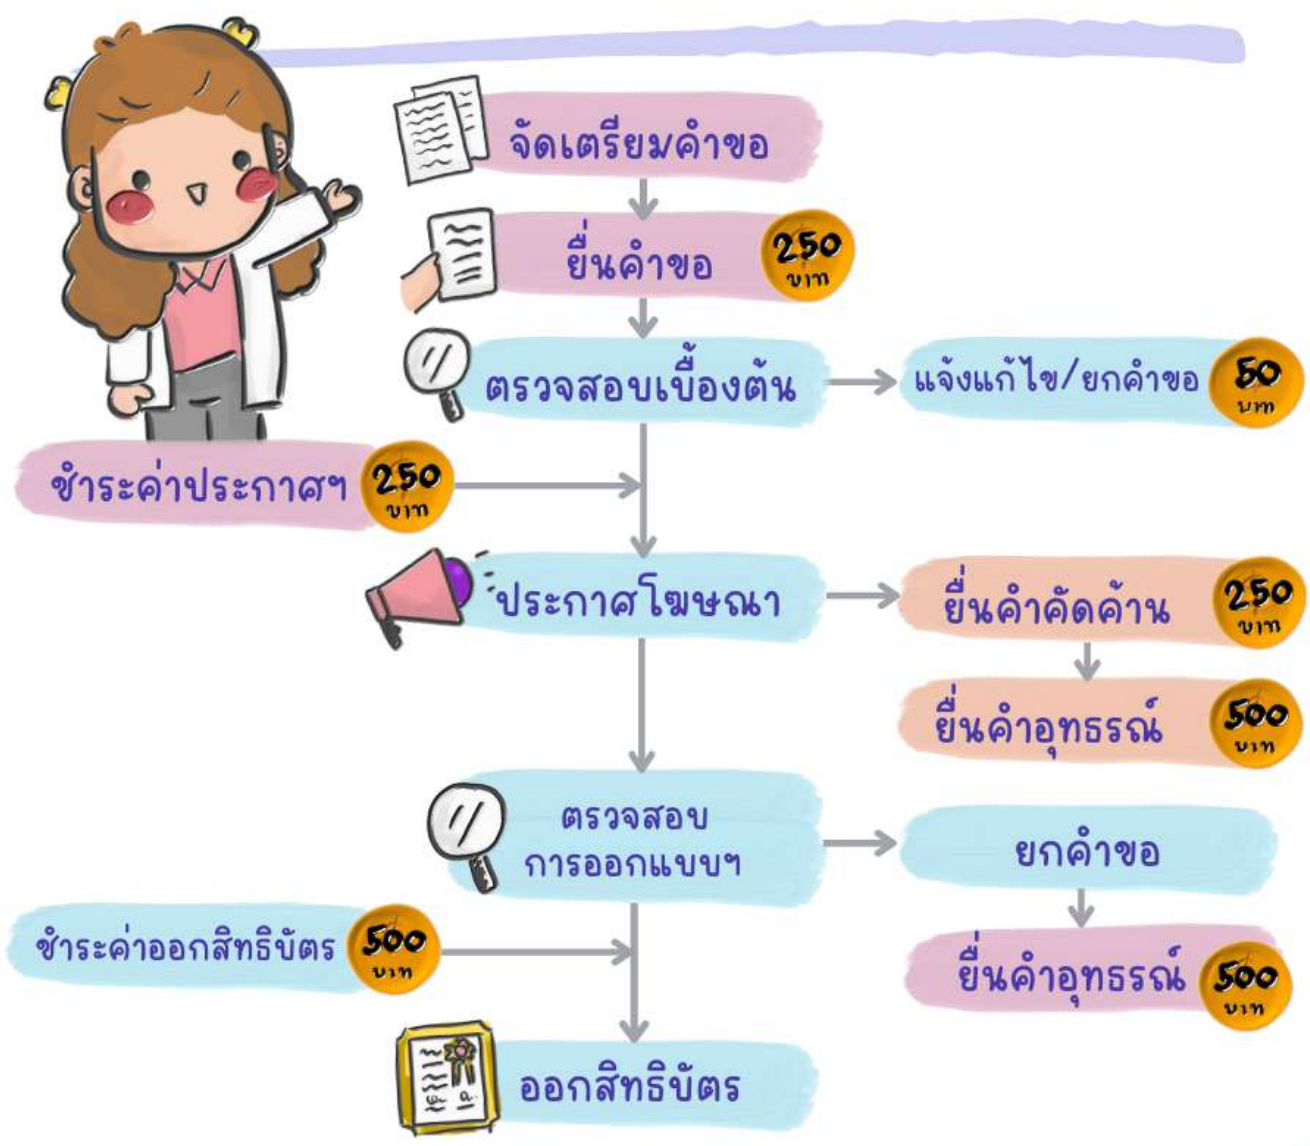 จัดเตรียมคำขอ
ยื่นคำขอ
250
บาท
ตรวจสอบเบื้องต้น
แจ้งแก้ไข/ยกคำขอ
50
บาท
ชำระค่าประกาศฯ
250
บาท
ประกาศโฆษณา
ยื่นคำคัดค้าน
250
บาท
ยื่นคำอุทธรณ์
500
บาท
ตรวจสอบ
การออกแบบฯ
ยกคำขอ
ชำระค่าออกสิทธิบัตร
500
บาท
ยื่นคำอุทธรณ์
500
บาท
ออกสิทธิบัตร